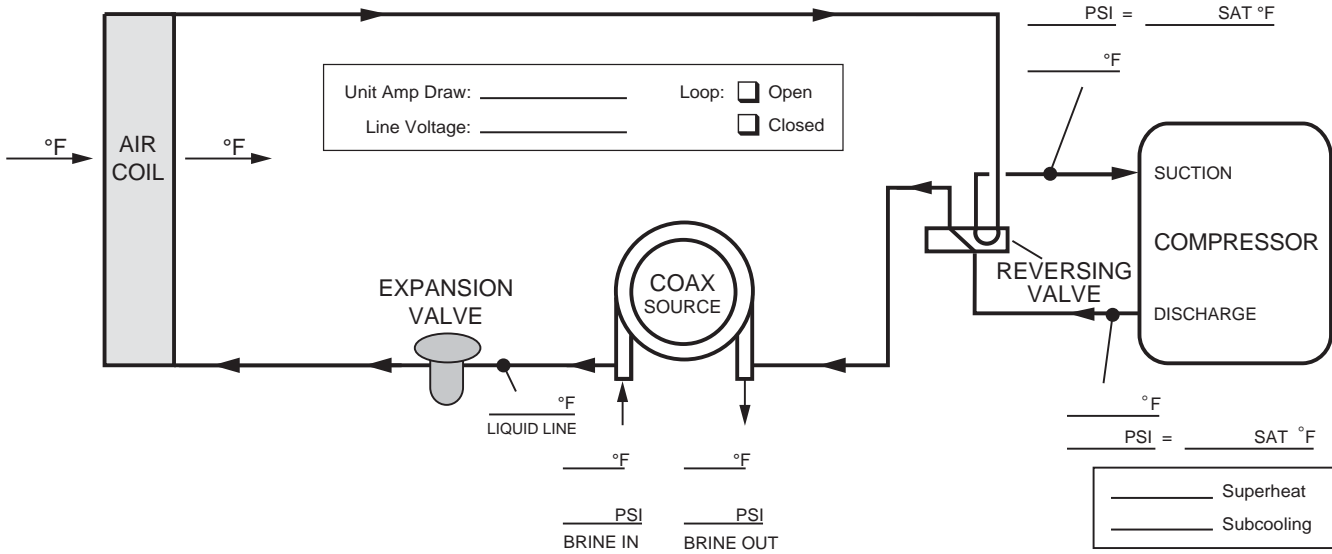 PSI = SAT °F
°F
Unit Amp Draw: Loop: Open
Line Voltage: Closed
°F
AIR
COIL
°F
SUCTION
COMPRESSOR
DISCHARGE
REVERSING
VALVE
COAX
SOURCE
EXPANSION
VALVE
°F
LIQUID LINE
°F
PSI
BRINE IN
°F
PSI
BRINE OUT
°F
PSI = SAT °F
Superheat
Subcooling